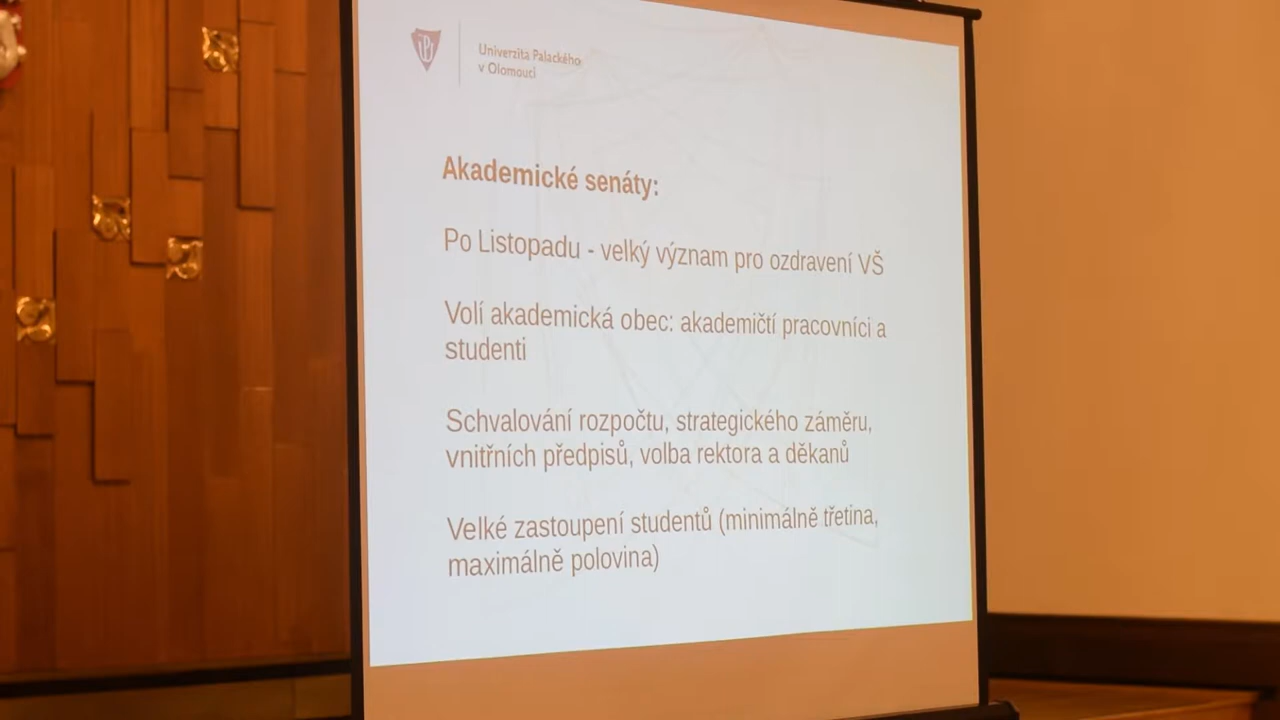 Univerzita Palackého
v Olomouci
Akademické senáty:
Po Listopadu - velký význam pro ozdravení VŠ
Volí akademická obec: akademičtí pracovníci a
studenti
Schvalování rozpočtu, strategického záměru,
vnitřních předpisů, volba rektora a děkanů
Velké zastoupení studentů (minimálně třetina,
maximálně polovina)